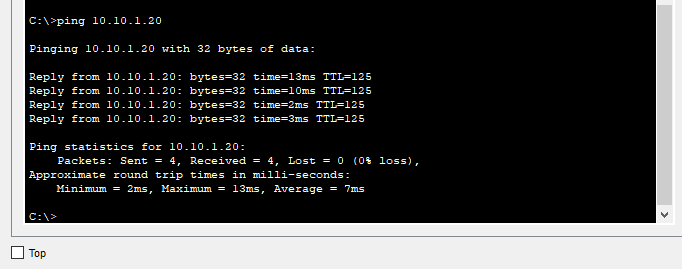 C:\>ping 10.10.1.20
Pinging 10.10.1.20 with 32 bytes of data:
Reply from 10.10.1.20: bytes=32 time=13ms TTL=125
Reply from 10.10.1.20: bytes=32 time=10ms TTL=125
Reply from 10.10.1.20: bytes=32 time=2ms TTL=125
Reply from 10.10.1.20: bytes=32 time=3ms TTL=125
Ping statistics for 10.10.1.20:
    Packets: Sent = 4, Received = 4, Lost = 0 (0% loss),
Approximate round trip times in milli-seconds:
    Minimum = 2ms, Maximum = 13ms, Average = 7ms
C:\>
Top